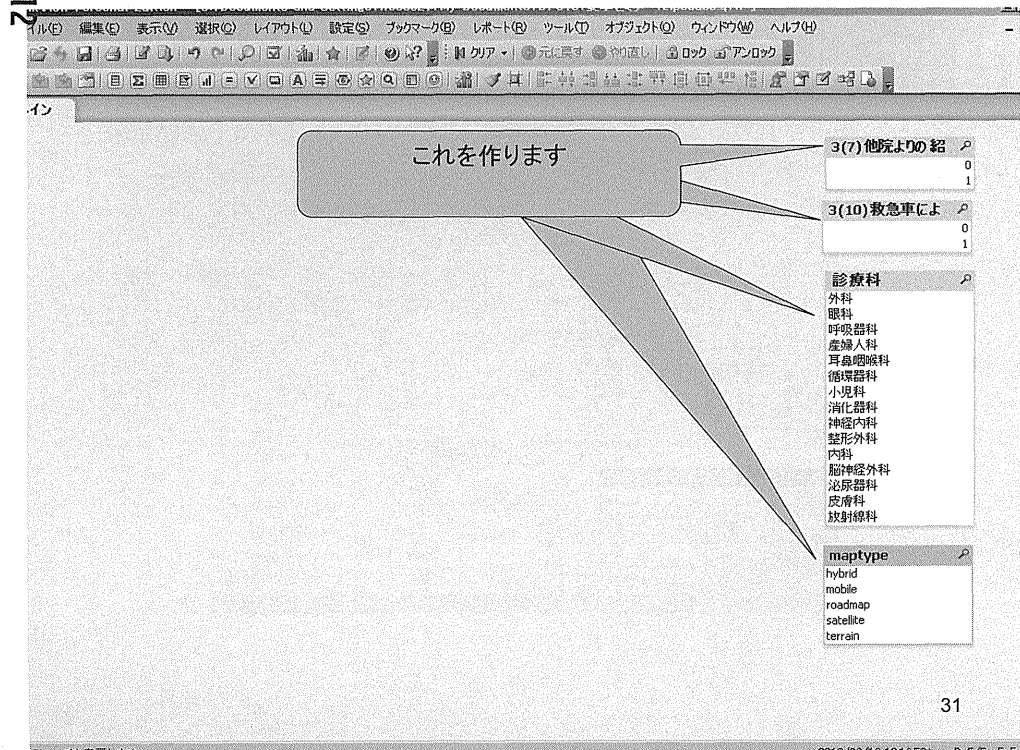 12
イル(F) 編集(E) 表示(V) 選択(C) レイアウト(L) 設定(S) ブックマーク(B) レポート(R) ツール(T) オブジェクト(O) ウィンドウ(W) ヘルプ(H)
クリア 元に戻す やり直し ロック アンロック
イン
これを作ります
3(7)他院よりの 紹
0
1
3(10)救急車によ
0
1
診療科
外科
眼科
呼吸器科
産婦人科
耳鼻咽喉科
循環器科
小児科
消化器科
神経内科
整形外科
内科
脳神経外科
泌尿器科
皮膚科
放射線科
maptype
hybrid
mobile
roadmap
satellite
terrain
31